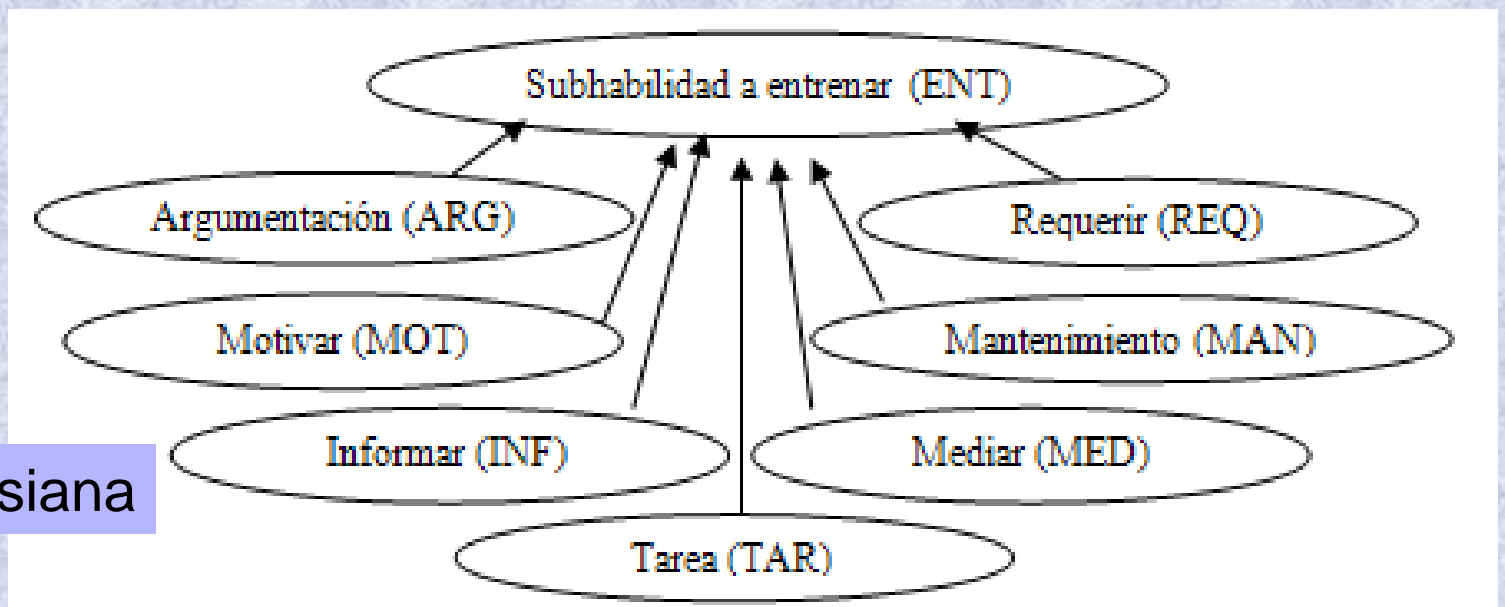 Subhabilidad a entrenar (ENT)
Argumentación (ARG)
Requerir (REQ)
Motivar (MOT)
Mantenimiento (MAN)
Informar (INF)
Mediar (MED)
siana
Tarea (TAR)